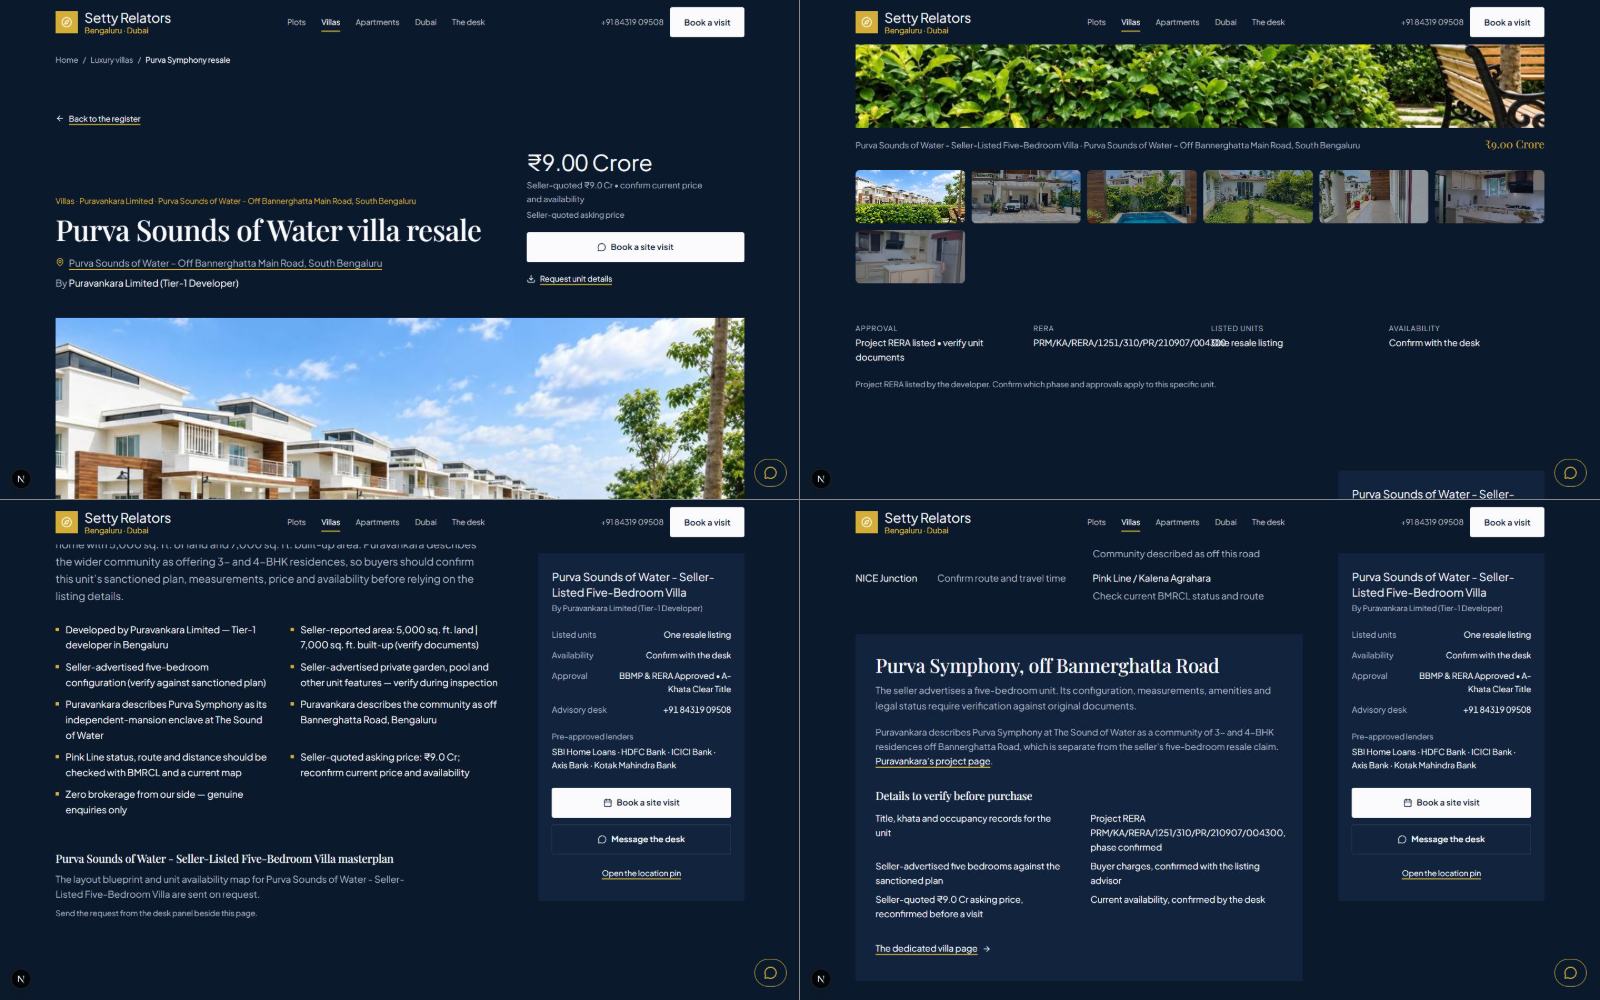 Setty Relators
Bengaluru · Dubai
Plots Villas Apartments Dubai The desk
+91 84319 09508
Book a visit
Home / Luxury villas / Purva Symphony resale
← Back to the register
₹9.00 Crore
Seller-quoted ₹9.0 Cr • confirm current price
and availability
Seller-quoted asking price
Book a site visit
Request unit details
Villas · Puravankara Limited · Purva Sounds of Water – Off Bannerghatta Main Road, South Bengaluru
Purva Sounds of Water villa resale
Purva Sounds of Water – Off Bannerghatta Main Road, South Bengaluru
By Puravankara Limited (Tier-1 Developer)
N
Setty Relators
Bengaluru · Dubai
Plots Villas Apartments Dubai The desk
+91 84319 09508
Book a visit
Purva Sounds of Water - Seller-Listed Five-Bedroom Villa · Purva Sounds of Water – Off Bannerghatta Main Road, South Bengaluru
₹9.00 Crore
APPROVAL
Project RERA listed • verify unit
documents
RERA
PRM/KA/RERA/1251/310/PR/210907/004300
LISTED UNITS
One resale listing
AVAILABILITY
Confirm with the desk
Project RERA listed by the developer. Confirm which phase and approvals apply to this specific unit.
Purva Sounds of Water - Seller-
N
Setty Relators
Bengaluru · Dubai
Plots Villas Apartments Dubai The desk
+91 84319 09508
Book a visit
home with 5,000 sq. ft. of land and 7,000 sq. ft. built-up area. Puravankara describes
the wider community as offering 3– and 4–BHK residences, so buyers should confirm
this unit's sanctioned plan, measurements, price and availability before relying on the
listing details.
Developed by Puravankara Limited — Tier-1
developer in Bengaluru
Seller-reported area: 5,000 sq. ft. land |
7,000 sq. ft. built-up (verify documents)
Seller-advertised five-bedroom
configuration (verify against sanctioned plan)
Seller-advertised private garden, pool and
other unit features — verify during inspection
Puravankara describes Purva Symphony as its
independent-mansion enclave at The Sound
of Water
Puravankara describes the community as off
Bannerghatta Road, Bengaluru
Pink Line status, route and distance should be
checked with BMRCL and a current map
Seller-quoted asking price: ₹9.0 Cr;
reconfirm current price and availability
Zero brokerage from our side — genuine
enquiries only
Purva Sounds of Water - Seller-Listed Five-Bedroom Villa masterplan
The layout blueprint and unit availability map for Purva Sounds of Water - Seller-
Listed Five-Bedroom Villa are sent on request.
Send the request from the desk panel beside this page.
Purva Sounds of Water - Seller-
Listed Five-Bedroom Villa
By Puravankara Limited (Tier-1 Developer)
Listed units One resale listing
Availability Confirm with the desk
Approval BBMP & RERA Approved • A-
Khata Clear Title
Advisory desk +91 84319 09508
Pre-approved lenders
SBI Home Loans · HDFC Bank · ICICI Bank ·
Axis Bank · Kotak Mahindra Bank
Book a site visit
Message the desk
Open the location pin
N
Setty Relators
Bengaluru · Dubai
Plots Villas Apartments Dubai The desk
+91 84319 09508
Book a visit
Community described as off this road
NICE Junction Confirm route and travel time
Pink Line / Kalena Agrahara
Check current BMRCL status and route
Purva Symphony, off Bannerghatta Road
The seller advertises a five-bedroom unit. Its configuration, measurements, amenities and
legal status require verification against original documents.
Puravankara describes Purva Symphony at The Sound of Water as a community of 3– and 4–BHK
residences off Bannerghatta Road, which is separate from the seller's five-bedroom resale claim.
Puravankara's project page.
Details to verify before purchase
Title, khata and occupancy records for the
unit
Project RERA
PRM/KA/RERA/1251/310/PR/210907/004300,
phase confirmed
Seller-advertised five bedrooms against the
sanctioned plan
Buyer charges, confirmed with the listing
advisor
Seller-quoted ₹9.0 Cr asking price,
reconfirmed before a visit
Current availability, confirmed by the desk
The dedicated villa page →
Purva Sounds of Water - Seller-
Listed Five-Bedroom Villa
By Puravankara Limited (Tier-1 Developer)
Listed units One resale listing
Availability Confirm with the desk
Approval BBMP & RERA Approved • A-
Khata Clear Title
Advisory desk +91 84319 09508
Pre-approved lenders
SBI Home Loans · HDFC Bank · ICICI Bank ·
Axis Bank · Kotak Mahindra Bank
Book a site visit
Message the desk
Open the location pin
N